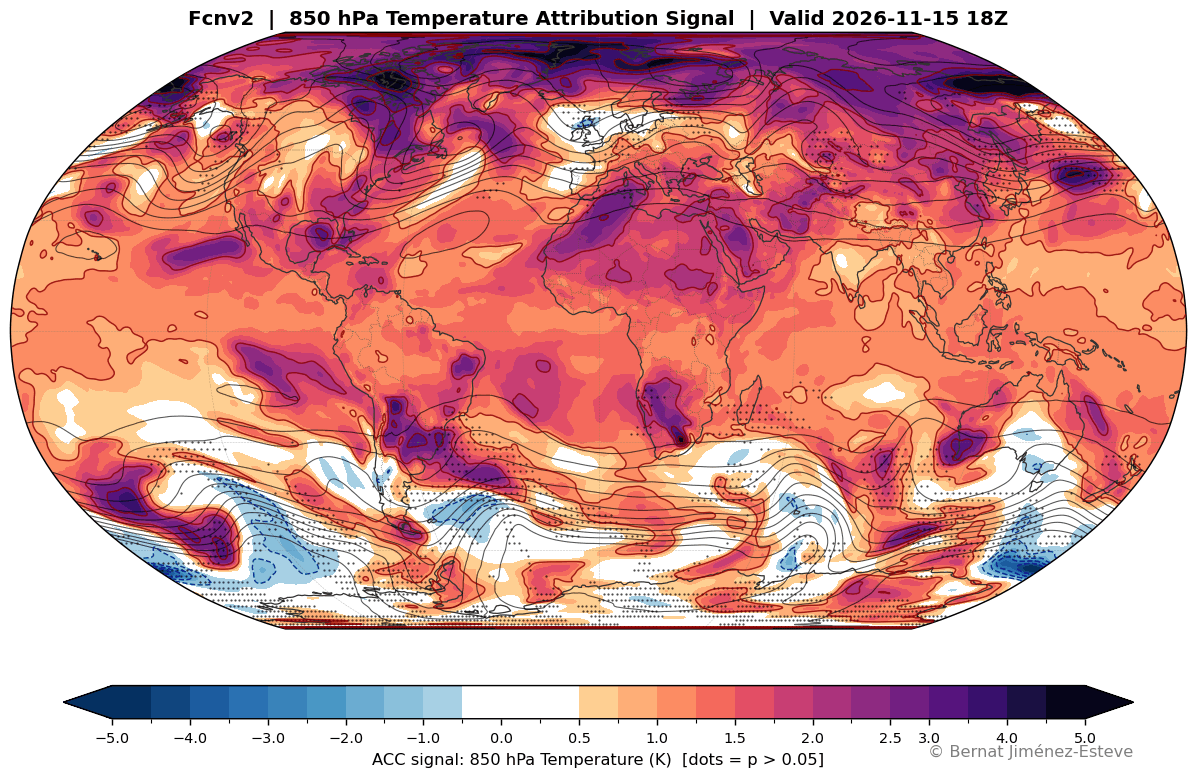 Fcnv2 | 850 hPa Temperature Attribution Signal | Valid 2026-11-15 18Z
−5.0 −4.0 −3.0 −2.0 −1.0 0.0 0.5 1.0 1.5 2.0 2.5 3.0 4.0 5.0
ACC signal: 850 hPa Temperature (K) [dots = p > 0.05]
© Bernat Jiménez-Esteve